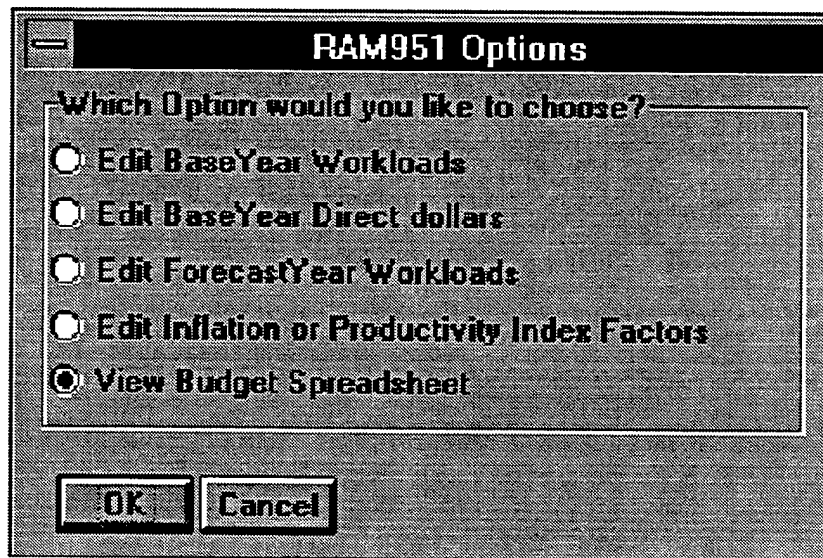 RAM951 Options
Which Option would you like to choose?
Edit BaseYear Workloads
Edit BaseYear Direct dollars
Edit ForecastYear Workloads
Edit Inflation or Productivity Index Factors
View Budget Spreadsheet
OK Cancel